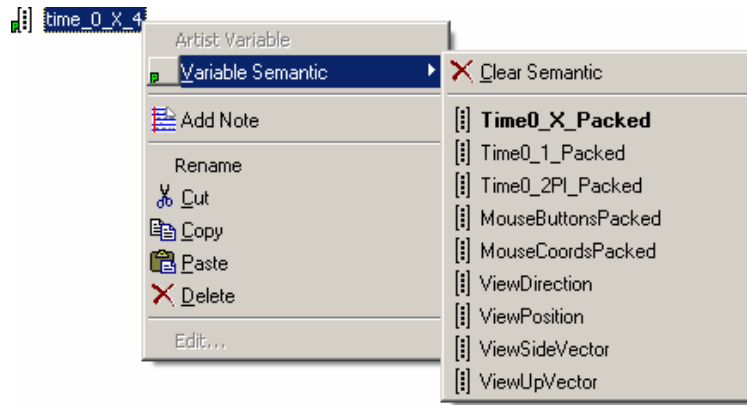 time_0_X_4
Artist Variable
Variable Semantic
Add Note
Rename
Cut
Copy
Paste
Delete
Edit...
Clear Semantic
Time0_X_Packed
Time0_1_Packed
Time0_2PI_Packed
MouseButtonsPacked
MouseCoordsPacked
ViewDirection
ViewPosition
ViewSideVector
ViewUpVector